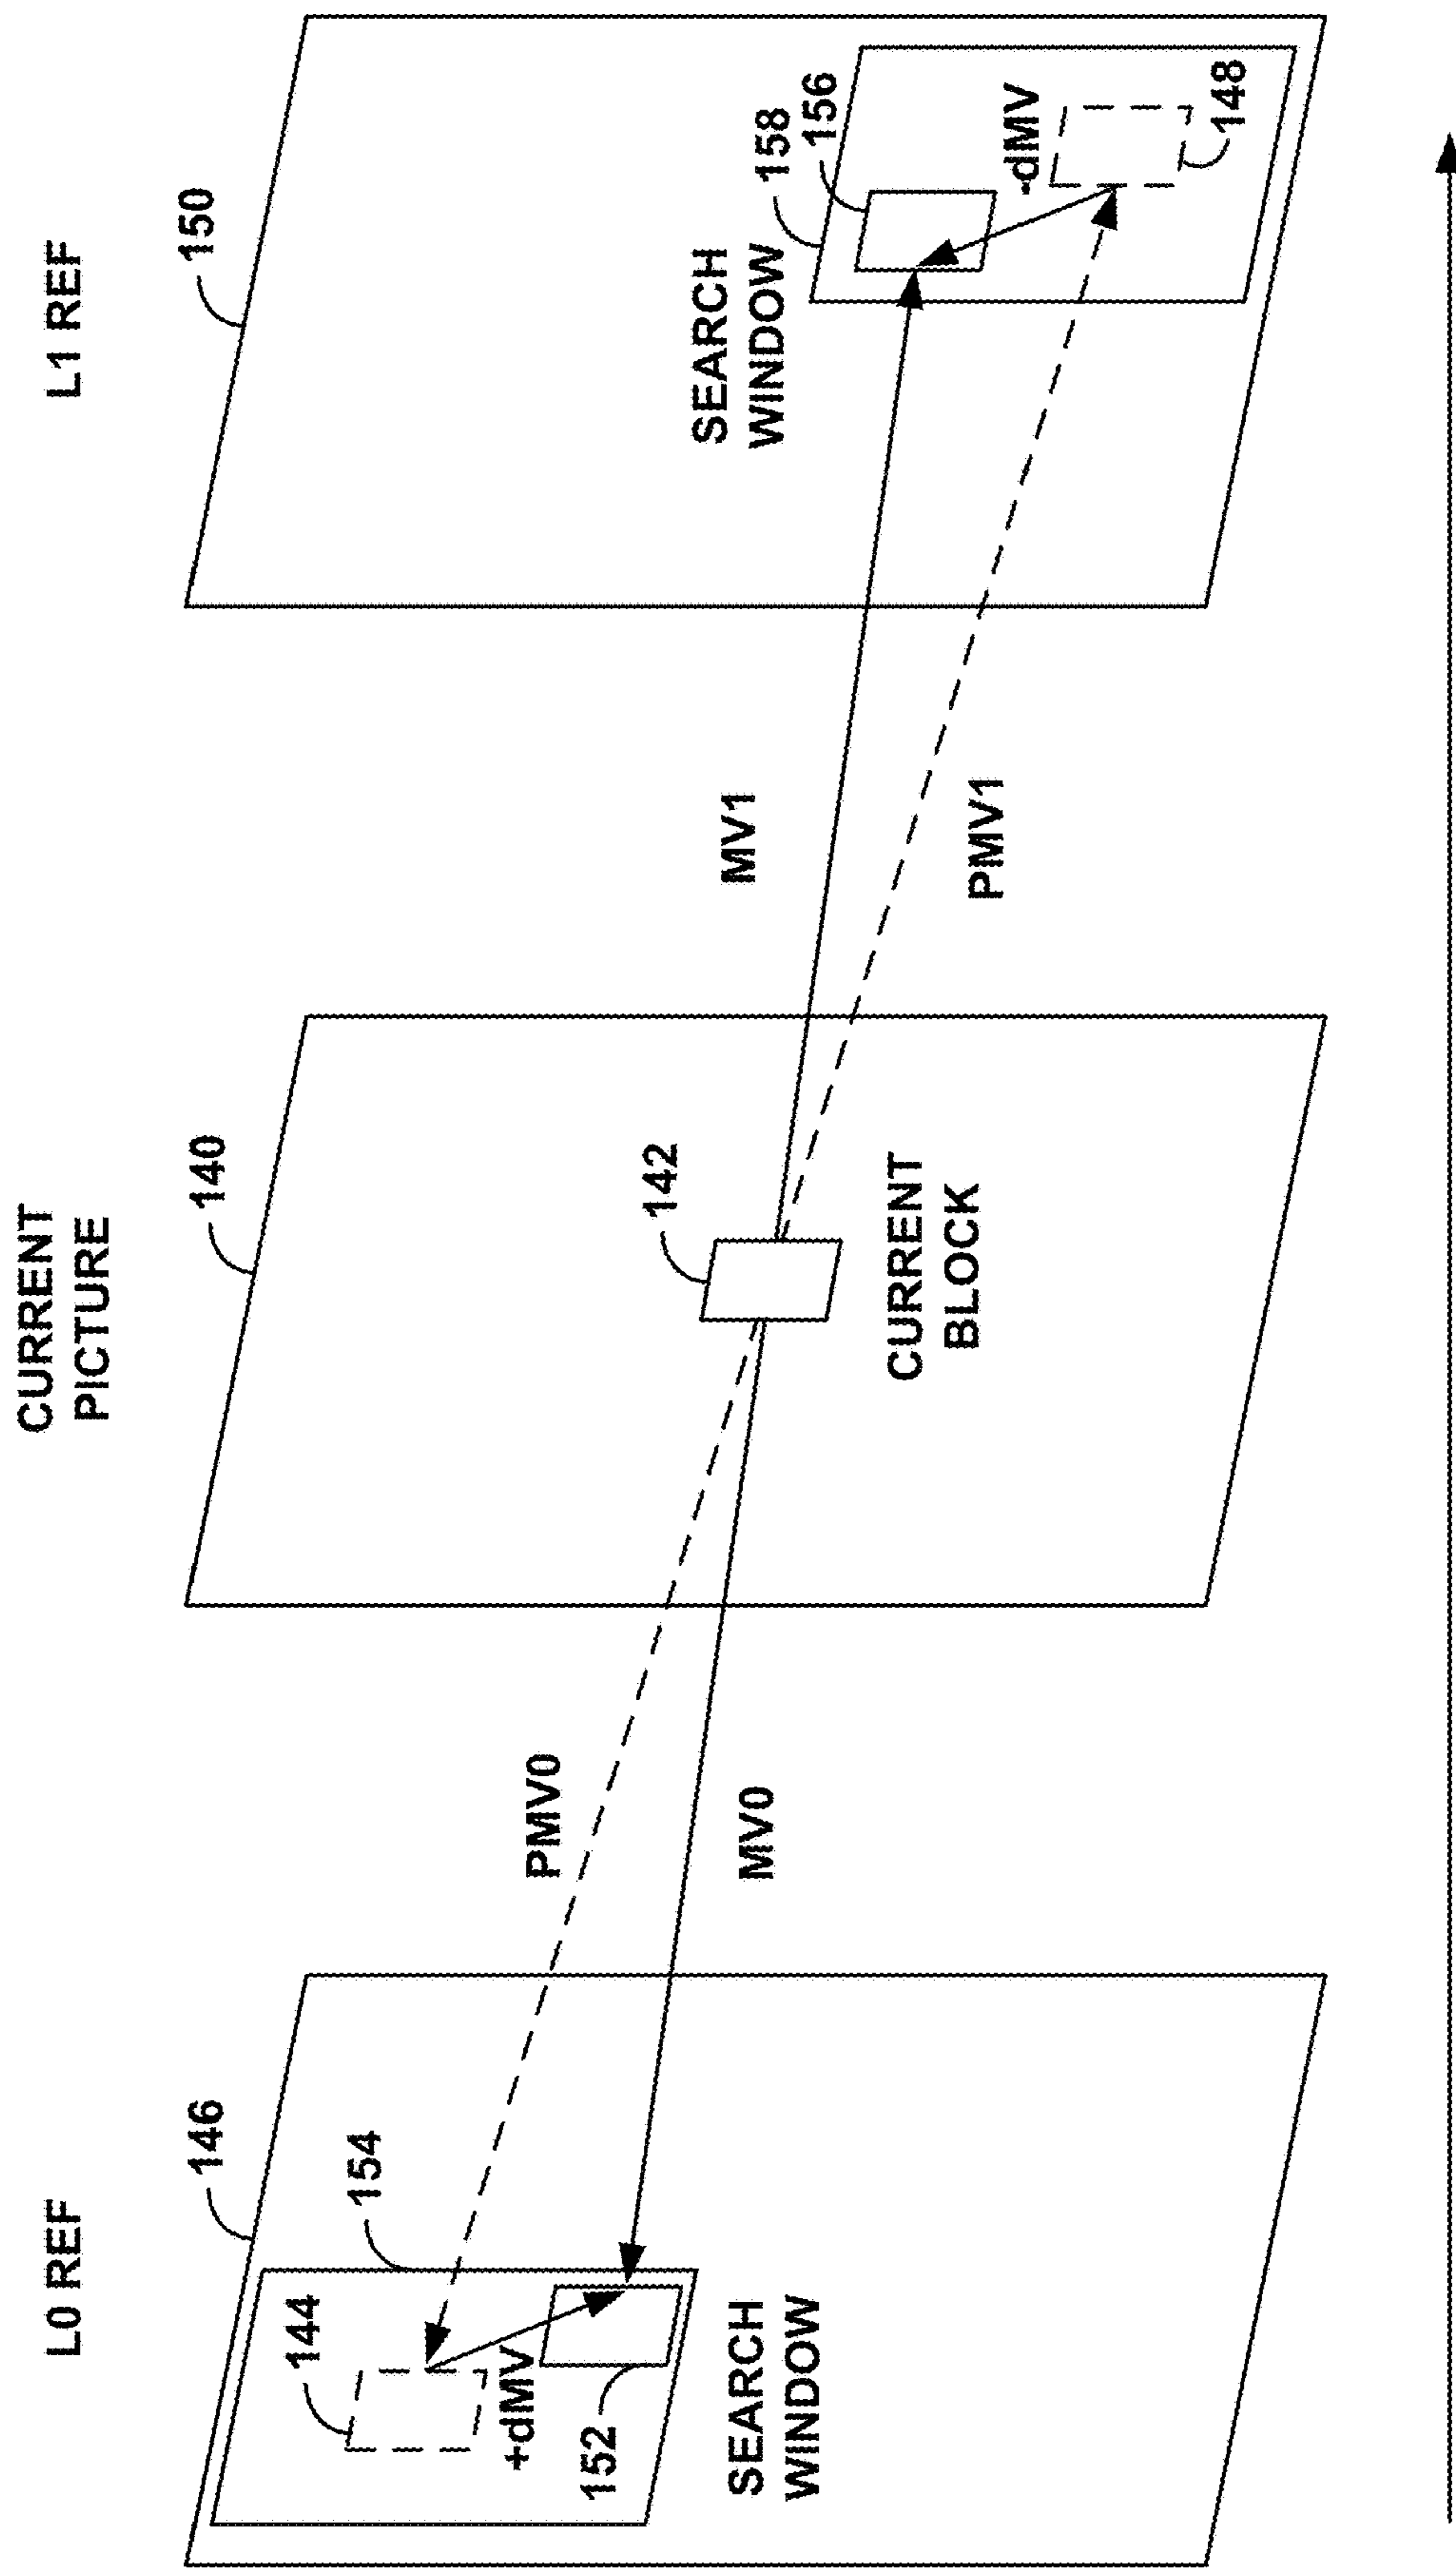 L0 REF
CURRENT
PICTURE
L1 REF
146
140
150
144
154
+dMV
152
SEARCH
WINDOW
PMV0
MV0
142
CURRENT
BLOCK
MV1
PMV1
SEARCH
WINDOW
158
156
-dMV
148